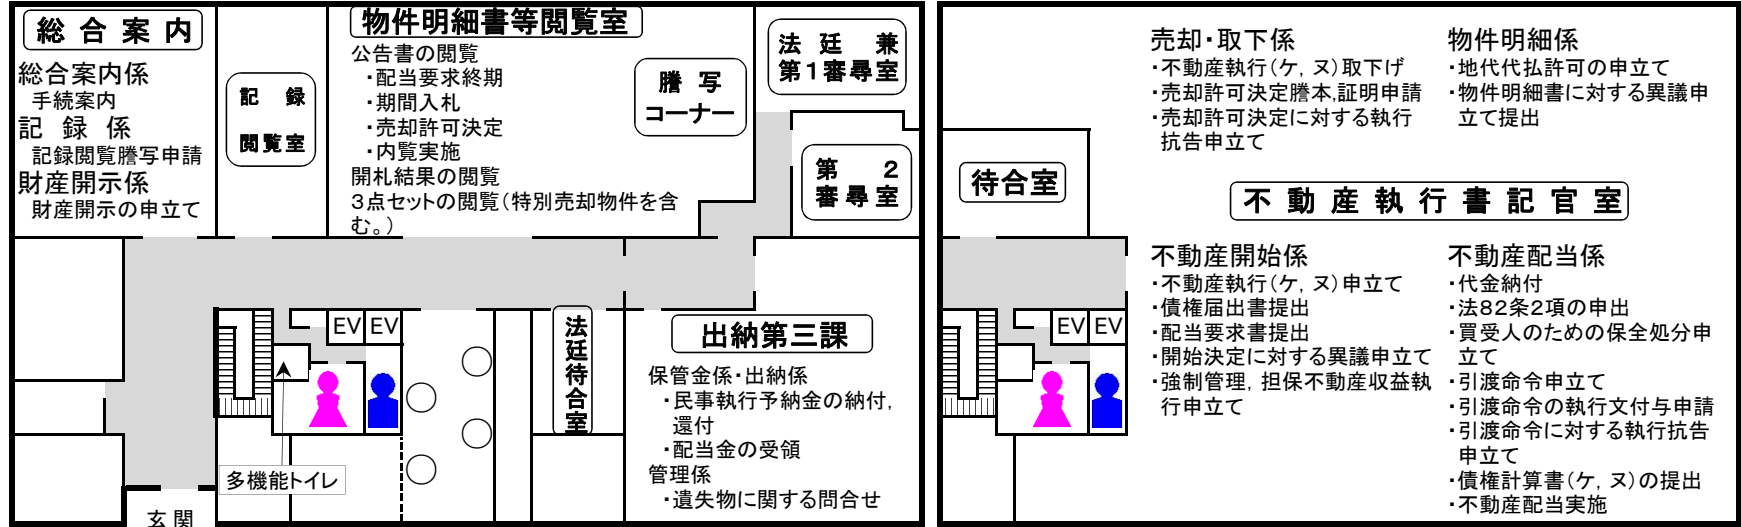 総合案内
総合案内係
手続案内
記録係
記録閲覧謄写申請
財産開示係
財産開示の申立て
記録
閲覧室
物件明細書等閲覧室
公告書の閲覧
・配当要求終期
・期間入札
・売却許可決定
・内覧実施
開札結果の閲覧
3点セットの閲覧(特別売却物件を含
む。)
謄写
コーナー
法廷兼
第1審尋室
第2
審尋室
EV
EV
法廷待合室
出納第三課
保管金係・出納係
・民事執行予納金の納付,
還付
・配当金の受領
管理係
・遺失物に関する問合せ
多機能トイレ
玄関
待合室
EV
EV
売却・取下係
・不動産執行(ケ, ヌ)取下げ
・売却許可決定謄本,証明申請
・売却許可決定に対する執行
抗告申立て
物件明細係
・地代代払許可の申立て
・物件明細書に対する異議申
立て提出
不動産執行書記官室
不動産開始係
・不動産執行(ケ, ヌ)申立て
・債権届出書提出
・配当要求書提出
・開始決定に対する異議申立て
・強制管理, 担保不動産収益執
行申立て
不動産配当係
・代金納付
・法82条2項の申出
・買受人のための保全処分申
立て
・引渡命令申立て
・引渡命令の執行文付与申請
・引渡命令に対する執行抗告
申立て
・債権計算書(ケ, ヌ)の提出
・不動産配当実施